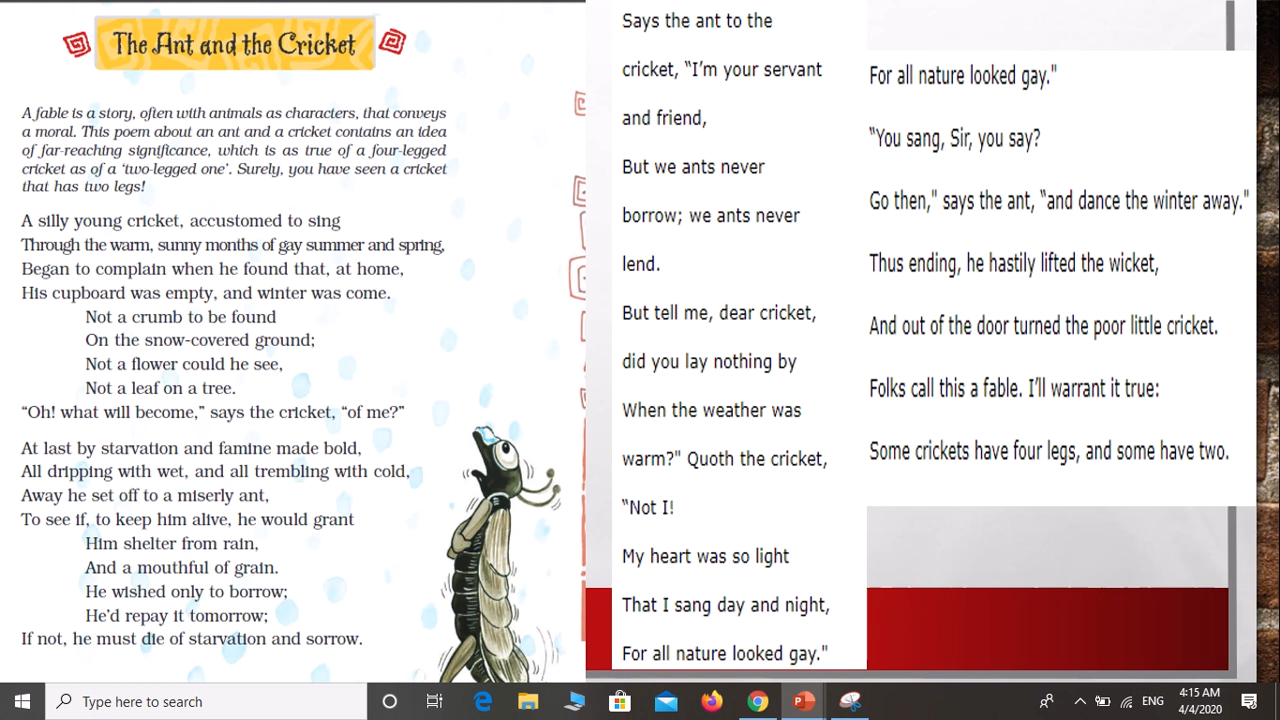 The Ant and the Cricket
A fable is a story, often with animals as characters, that conveys
a moral. This poem about an ant and a cricket contains an idea
of far-reaching significance, which is as true of a four-legged
cricket as of a ‘two-legged one’. Surely, you have seen a cricket
that has two legs!
A silly young cricket, accustomed to sing
Through the warm, sunny months of gay summer and spring,
Began to complain when he found that, at home,
His cupboard was empty, and winter was come.
Not a crumb to be found
On the snow-covered ground;
Not a flower could he see,
Not a leaf on a tree.
“Oh! what will become,” says the cricket, “of me?”
At last by starvation and famine made bold,
All dripping with wet, and all trembling with cold,
Away he set off to a miserly ant,
To see if, to keep him alive, he would grant
Him shelter from rain,
And a mouthful of grain.
He wished only to borrow;
He’d repay it tomorrow;
If not, he must die of starvation and sorrow.
Says the ant to the
cricket, “I’m your servant
and friend,
But we ants never
borrow; we ants never
lend.
But tell me, dear cricket,
did you lay nothing by
When the weather was
warm?" Quoth the cricket,
“Not I!
My heart was so light
That I sang day and night,
For all nature looked gay."
For all nature looked gay."
“You sang, Sir, you say?
Go then," says the ant, “and dance the winter away."
Thus ending, he hastily lifted the wicket,
And out of the door turned the poor little cricket.
Folks call this a fable. I’ll warrant it true:
Some crickets have four legs, and some have two.
Type here to search
ENG
4:15 AM
4/4/2020